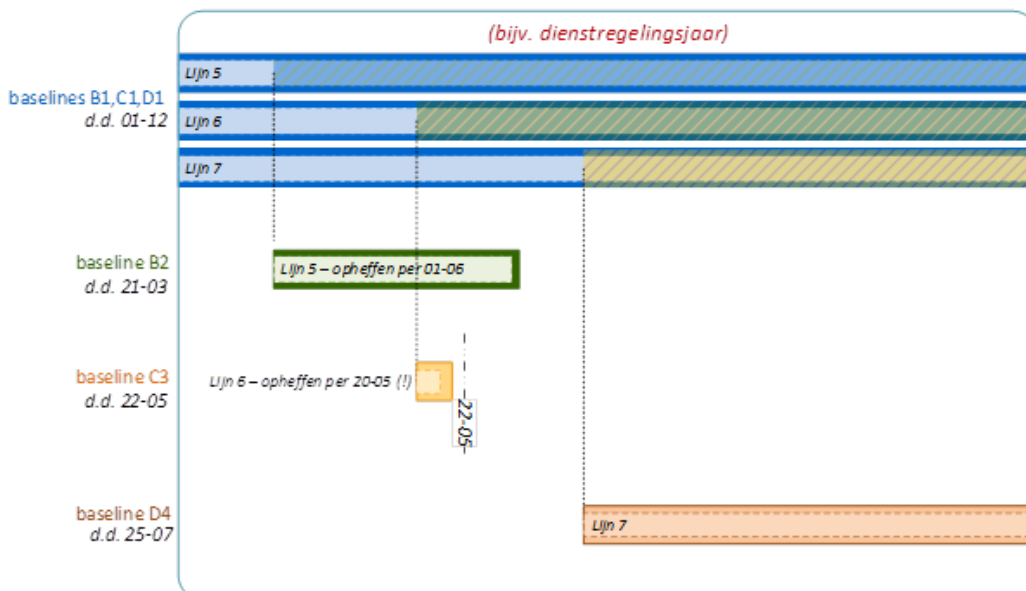 (bijv. dienstregelingsjaar)
Lijn 5
baselines B1,C1,D1
d.d. 01-12
Lijn 6
Lijn 7
baseline B2
d.d. 21-03
Lijn 5 – opheffen per 01-06
baseline C3
d.d. 22-05
Lijn 6 – opheffen per 20-05 (!)
22-05
baseline D4
d.d. 25-07
Lijn 7